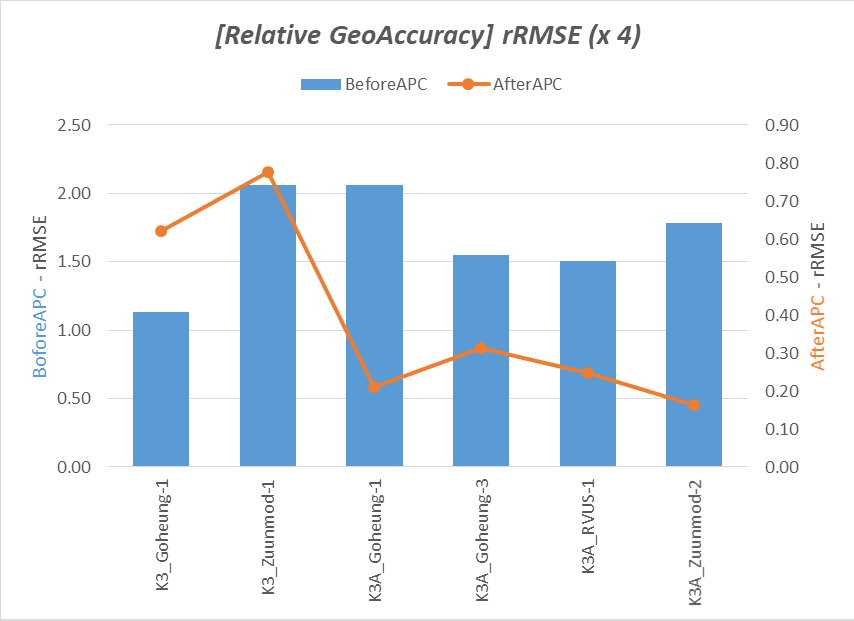 [Relative GeoAccuracy] rRMSE (x 4)
BeforeAPC
AfterAPC
2.50
2.00
1.50
1.00
0.50
0.00
BoforeAPC - rRMSE
0.90
0.80
0.70
0.60
0.50
0.40
0.30
0.20
0.10
0.00
AfterAPC - rRMSE
K3_Goheung-1
K3_Zuunmod-1
K3A_Goheung-1
K3A_Goheung-3
K3A_RVUS-1
K3A_Zuunmod-2